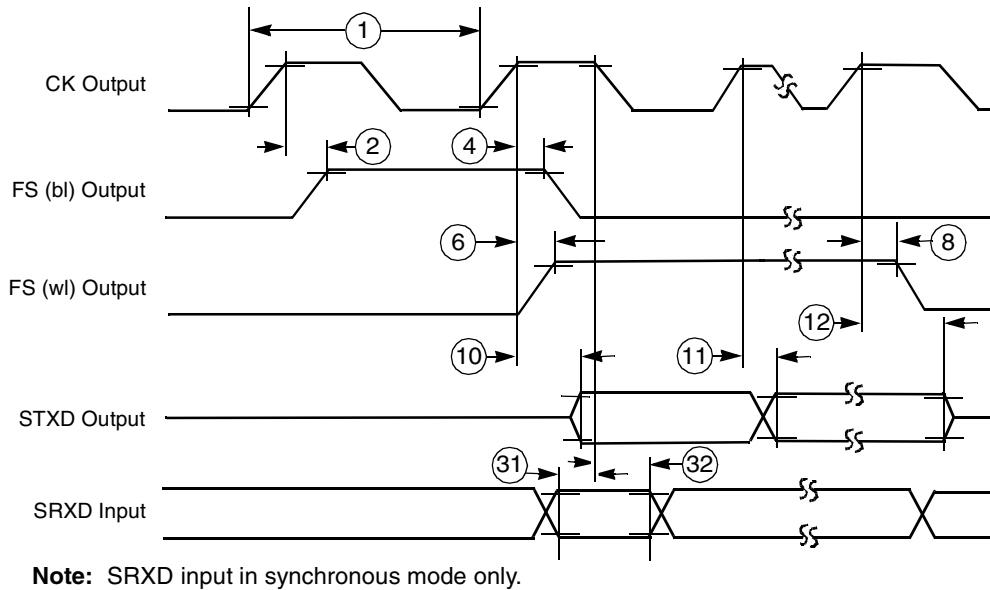 1
CK Output
2
4
FS (bl) Output
6
8
FS (wl) Output
12
10
11
STXD Output
31
32
SRXD Input
Note: SRXD input in synchronous mode only.